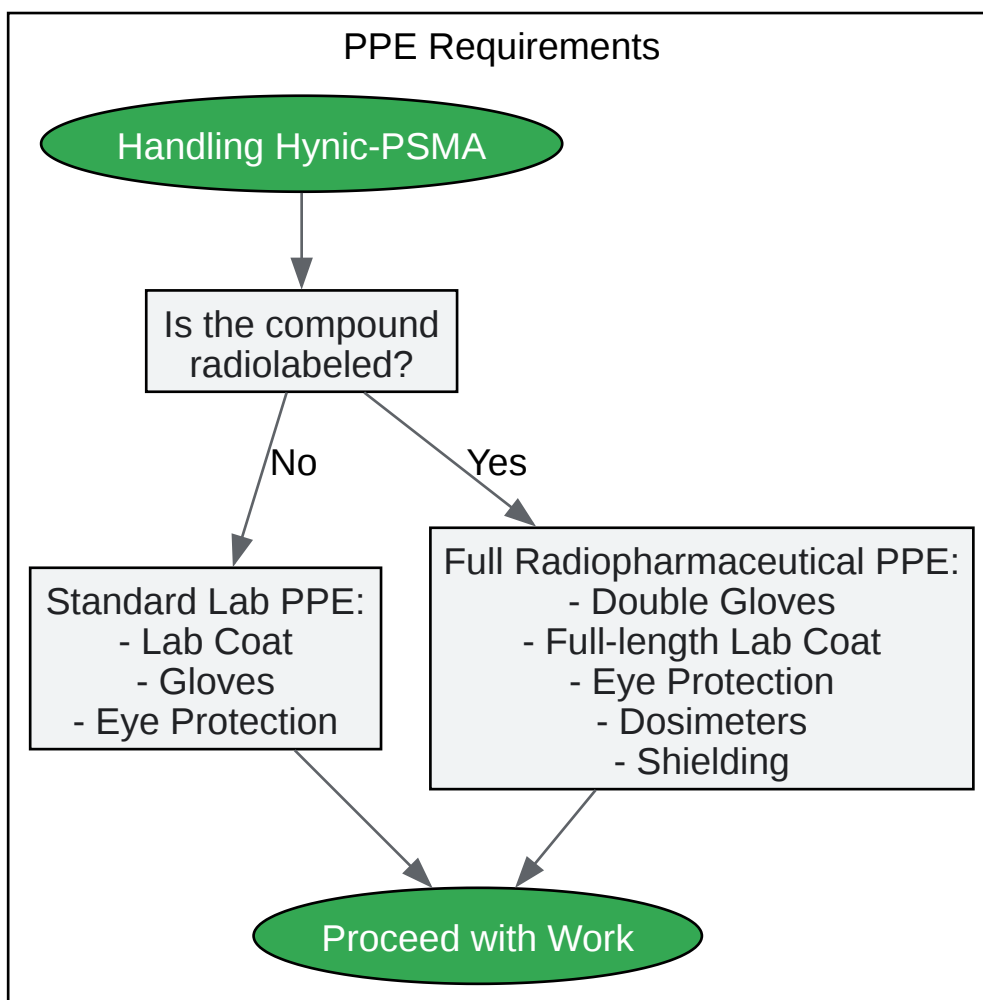 PPE Requirements
Handling Hynic-PSMA
Is the compound
radiolabeled?
No
Yes
Standard Lab PPE:
- Lab Coat
- Gloves
- Eye Protection
Full Radiopharmaceutical PPE:
- Double Gloves
- Full-length Lab Coat
- Eye Protection
- Dosimeters
- Shielding
Proceed with Work